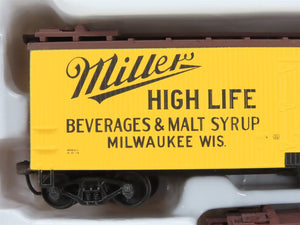 Miller
HIGH LIFE
BEVERAGES & MALT SYRUP
MILWAUKEE WIS.